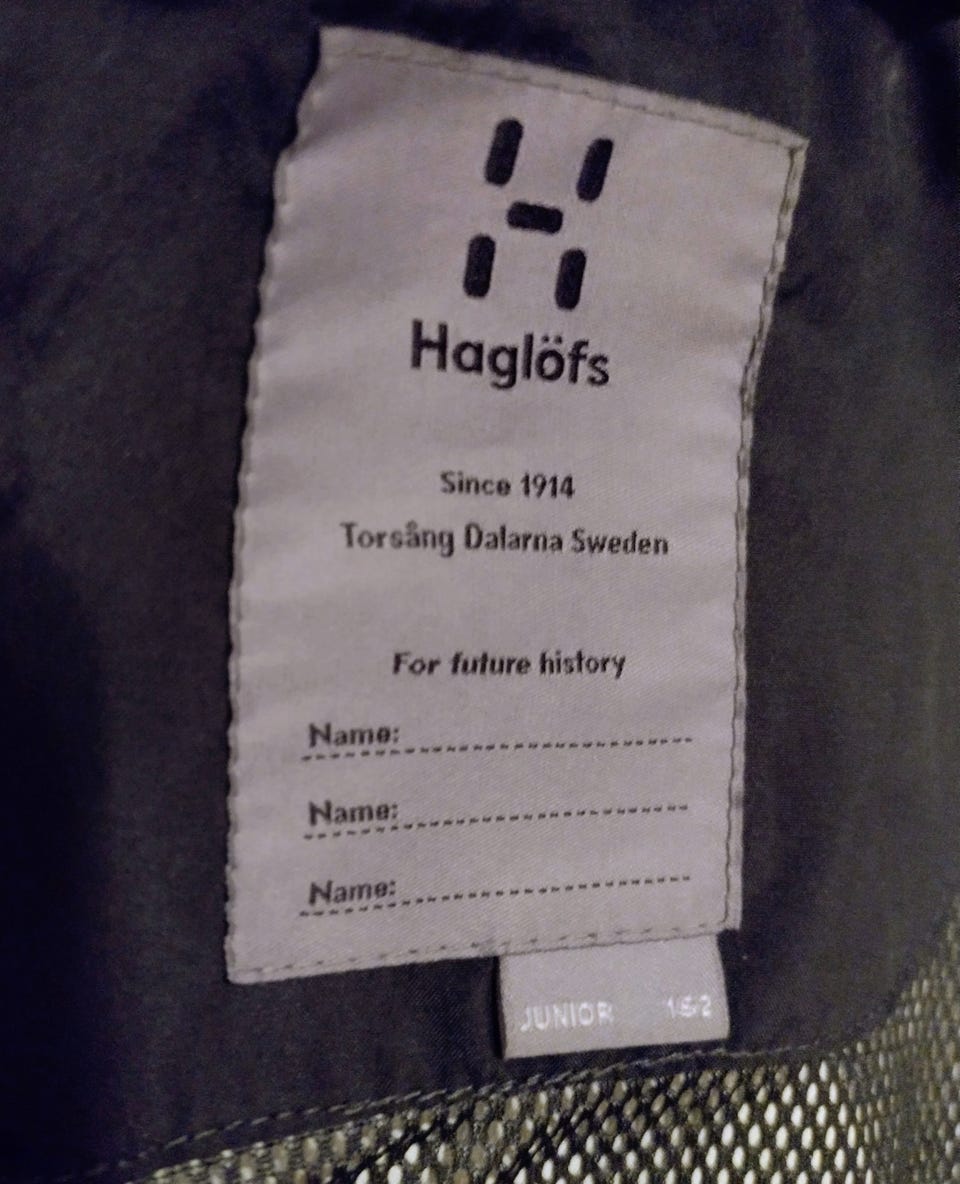 Haglöfs
Since 1914
Torsång Dalarna Sweden
For future history
Name:
Name:
Name:
JUNIOR 152